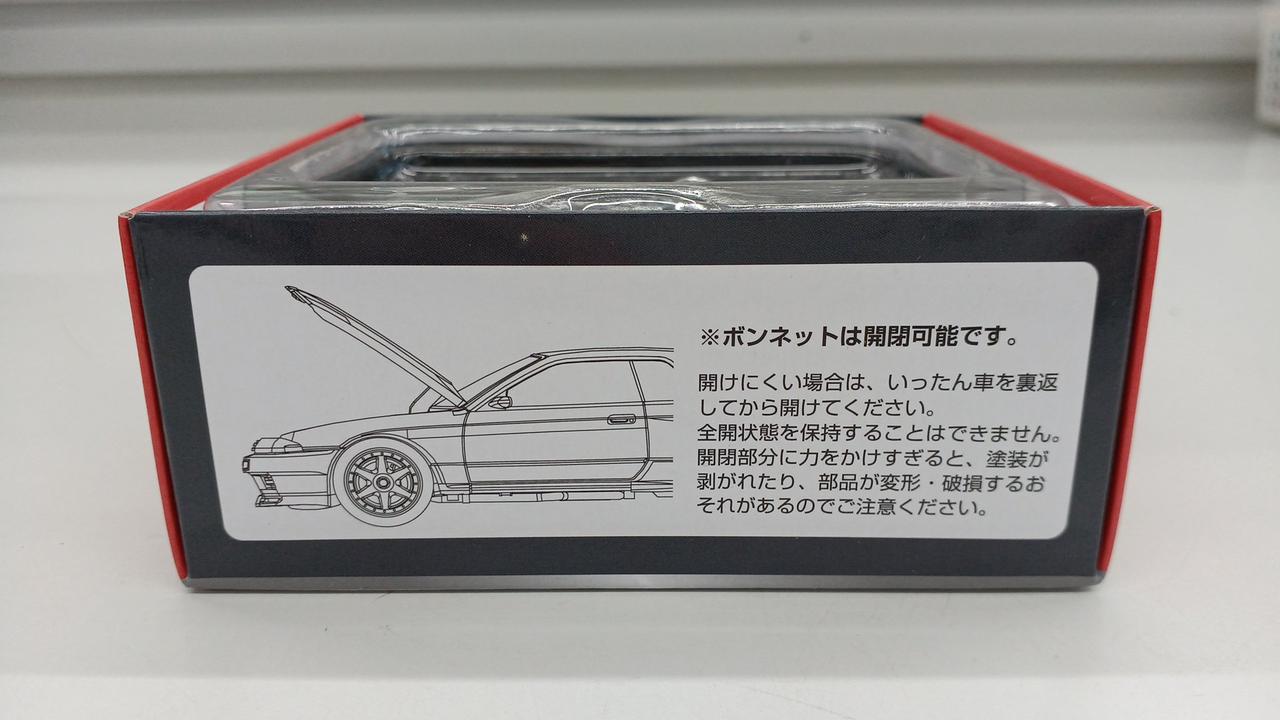 ※ボンネットは開閉可能です。
開けにくい場合は、いったん車を裏返
してから開けてください。
全開状態を保持することはできません。
開閉部分に力をかけすぎると、塗装が
剥がれたり、部品が変形・破損するお
それがあるのでご注意ください。